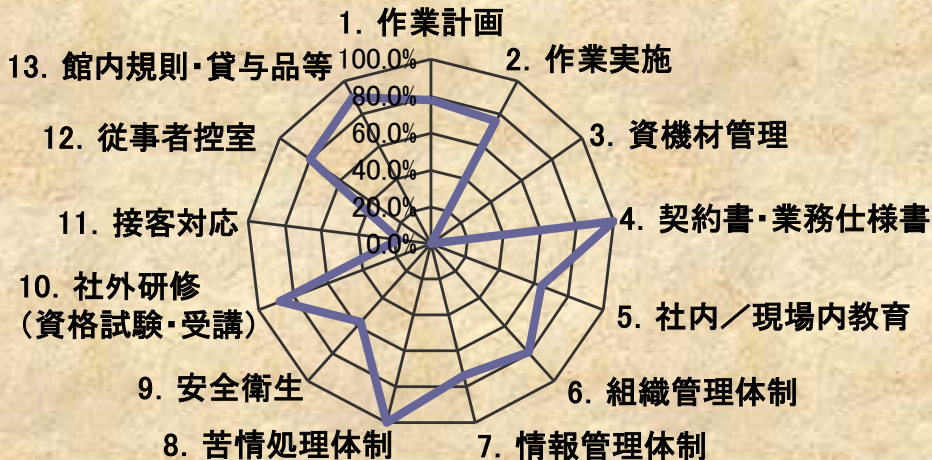 1. 作業計画
2. 作業実施
3. 資機材管理
4. 契約書・業務仕様書
5. 社内／現場内教育
6. 組織管理体制
7. 情報管理体制
8. 苦情処理体制
9. 安全衛生
10. 社外研修
（資格試験・受講）
11. 接客対応
12. 従事者控室
13. 館内規則・貸与品等
100.0%
80.0%
60.0%
40.0%
20.0%
0.0%